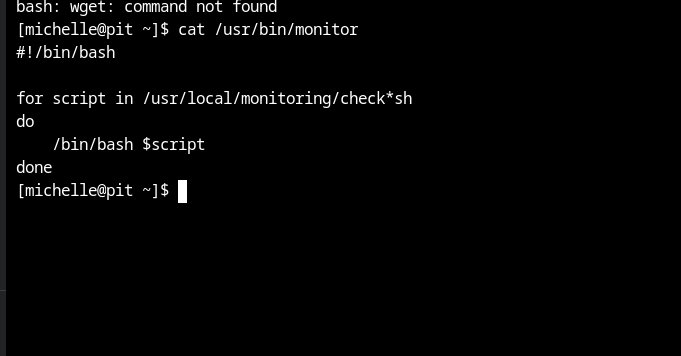 bash: wget: command not found
[michelle@pit ~]$ cat /usr/bin/monitor
#!/bin/bash
for script in /usr/local/monitoring/check*sh
do
    /bin/bash $script
done
[michelle@pit ~]$